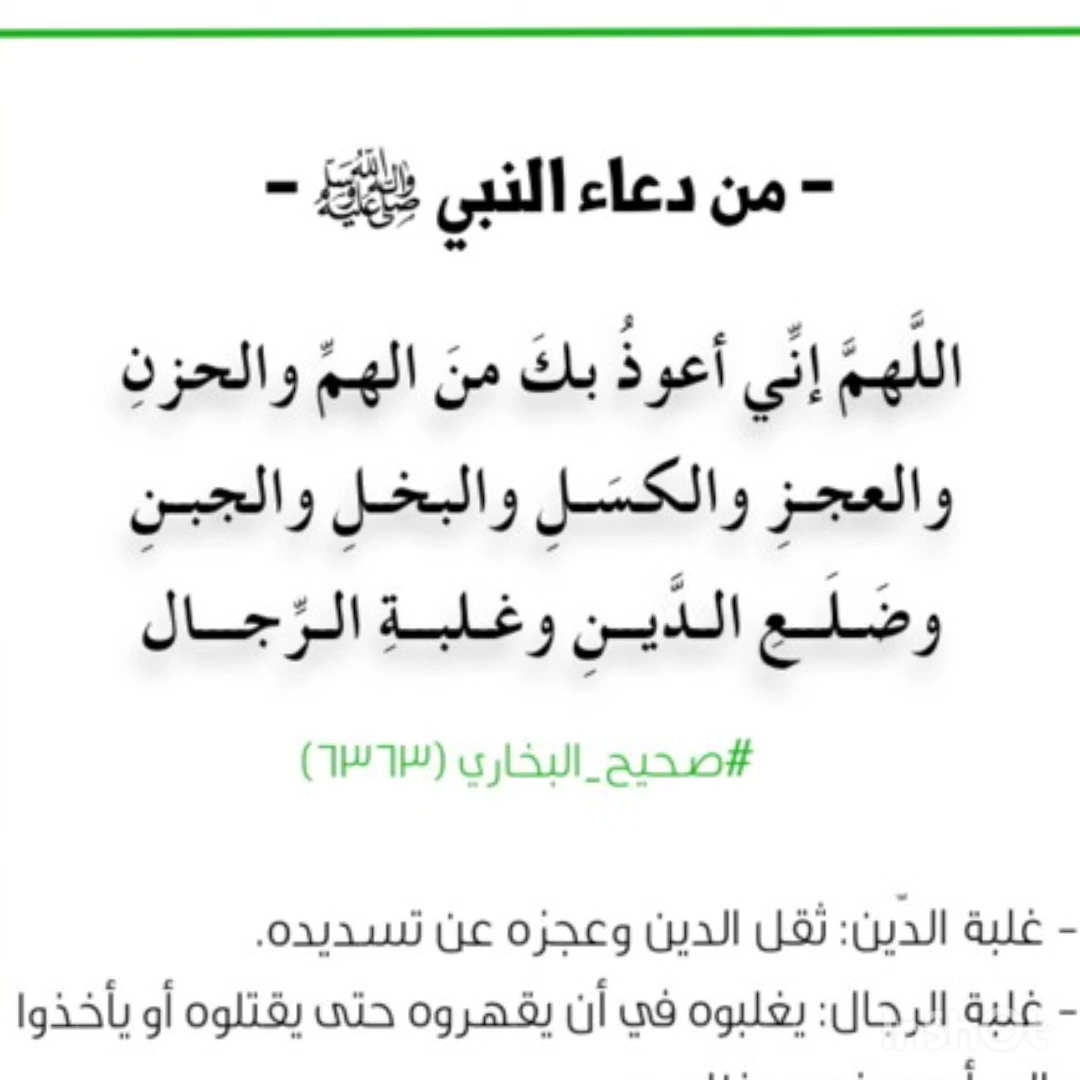 - من دعاء النبي ﷺ -
اللَّهمَّ إنِّي أعوذُ بكَ منَ الهمِّ والحزنِ
والعجزِ والكسَلِ والبخلِ والجبنِ
وضَلَعِ الدَّينِ وغلبةِ الرِّجال
#صحيح_البخاري (٦٣٦٣)
- غلبة الدّين: ثقل الدين وعجزه عن تسديده.
- غلبة الرجال: يغلبوه في أن يقهروه حتى يقتلوه أو يأخذوا
InShOt